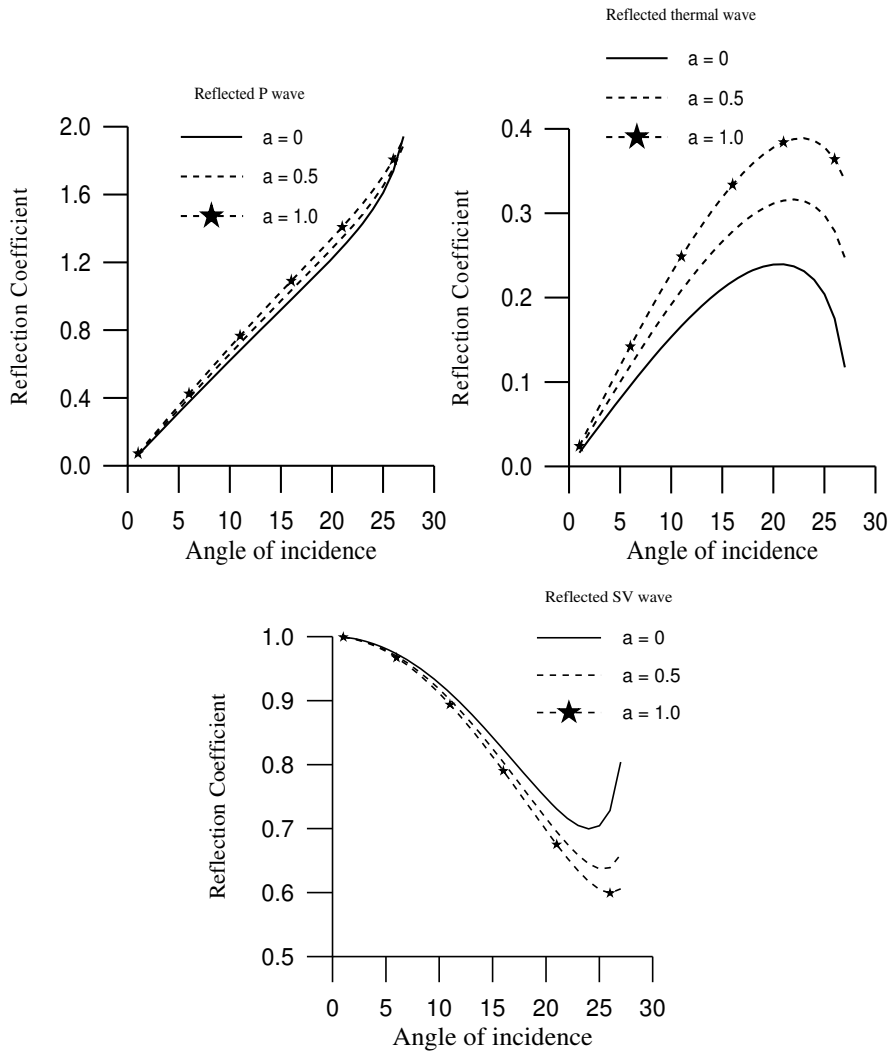 Reflected P wave
a = 0
a = 0.5
a = 1.0
Reflection Coefficient
2.0
1.6
1.2
0.8
0.4
0.0
0 5 10 15 20 25 30
Angle of incidence
Reflected thermal wave
a = 0
a = 0.5
a = 1.0
Reflection Coefficient
0.4
0.3
0.2
0.1
0.0
0 5 10 15 20 25 30
Angle of incidence
Reflected SV wave
a = 0
a = 0.5
a = 1.0
Reflection Coefficient
1.0
0.9
0.8
0.7
0.6
0.5
0 5 10 15 20 25 30
Angle of incidence